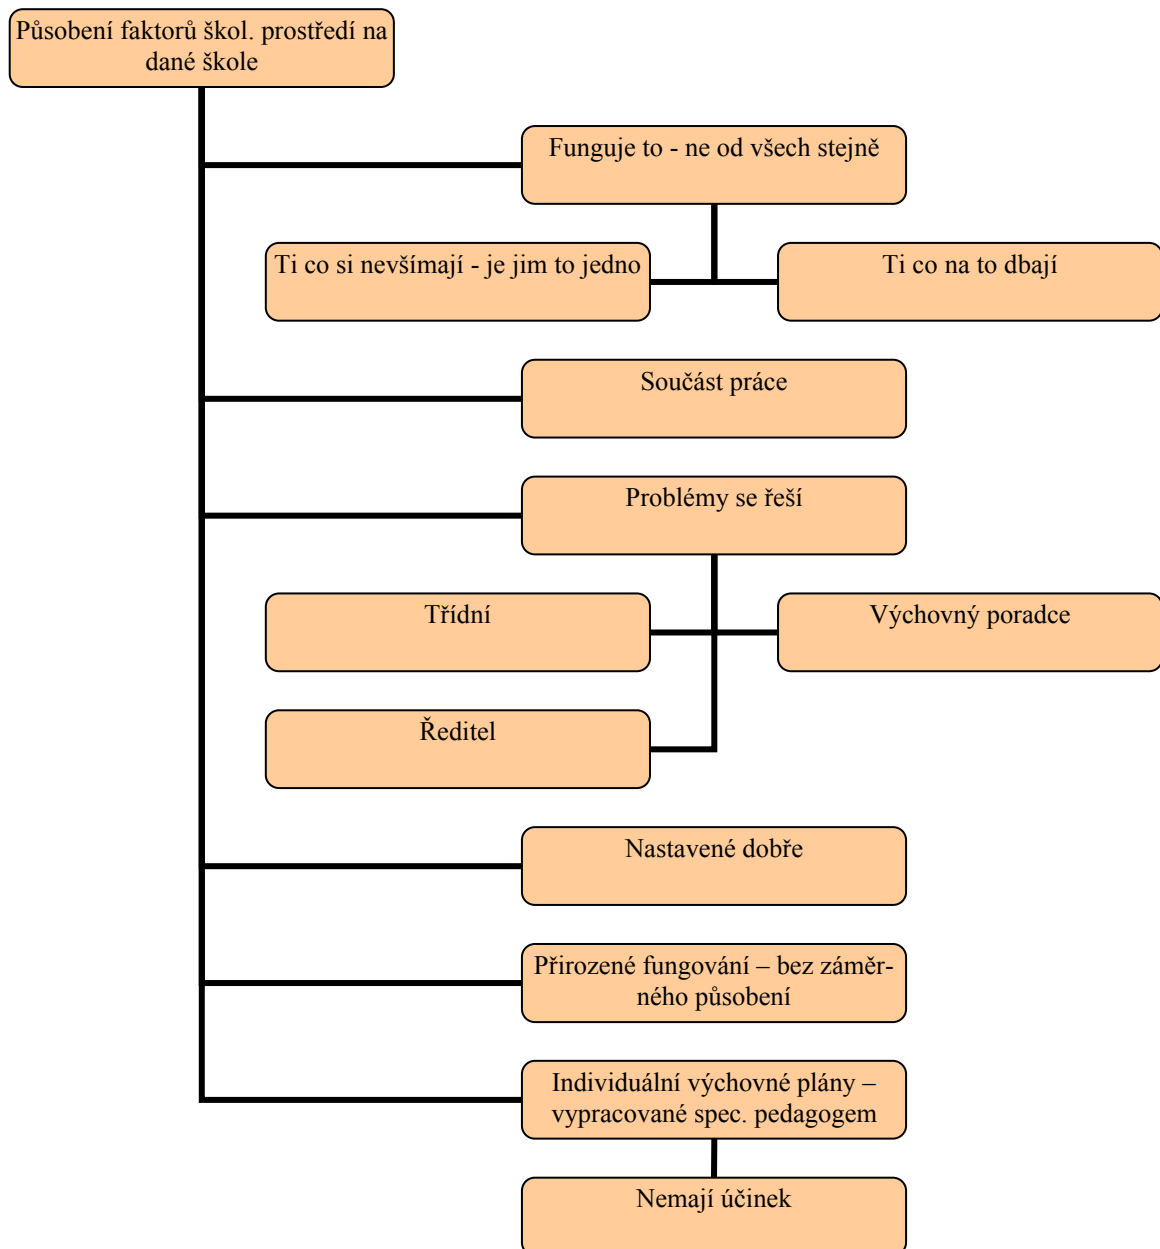 Působení faktorů škol. prostředí na
dané škole
Funguje to - ne od všech stejně
Ti co si nevšímají - je jim to jedno
Ti co na to dbají
Součást práce
Problémy se řeší
Třídní
Výchovný poradce
Ředitel
Nastavené dobře
Přirozené fungování – bez záměr-
ného působení
Individuální výchovné plány –
vypracované spec. pedagogem
Nemají účinek